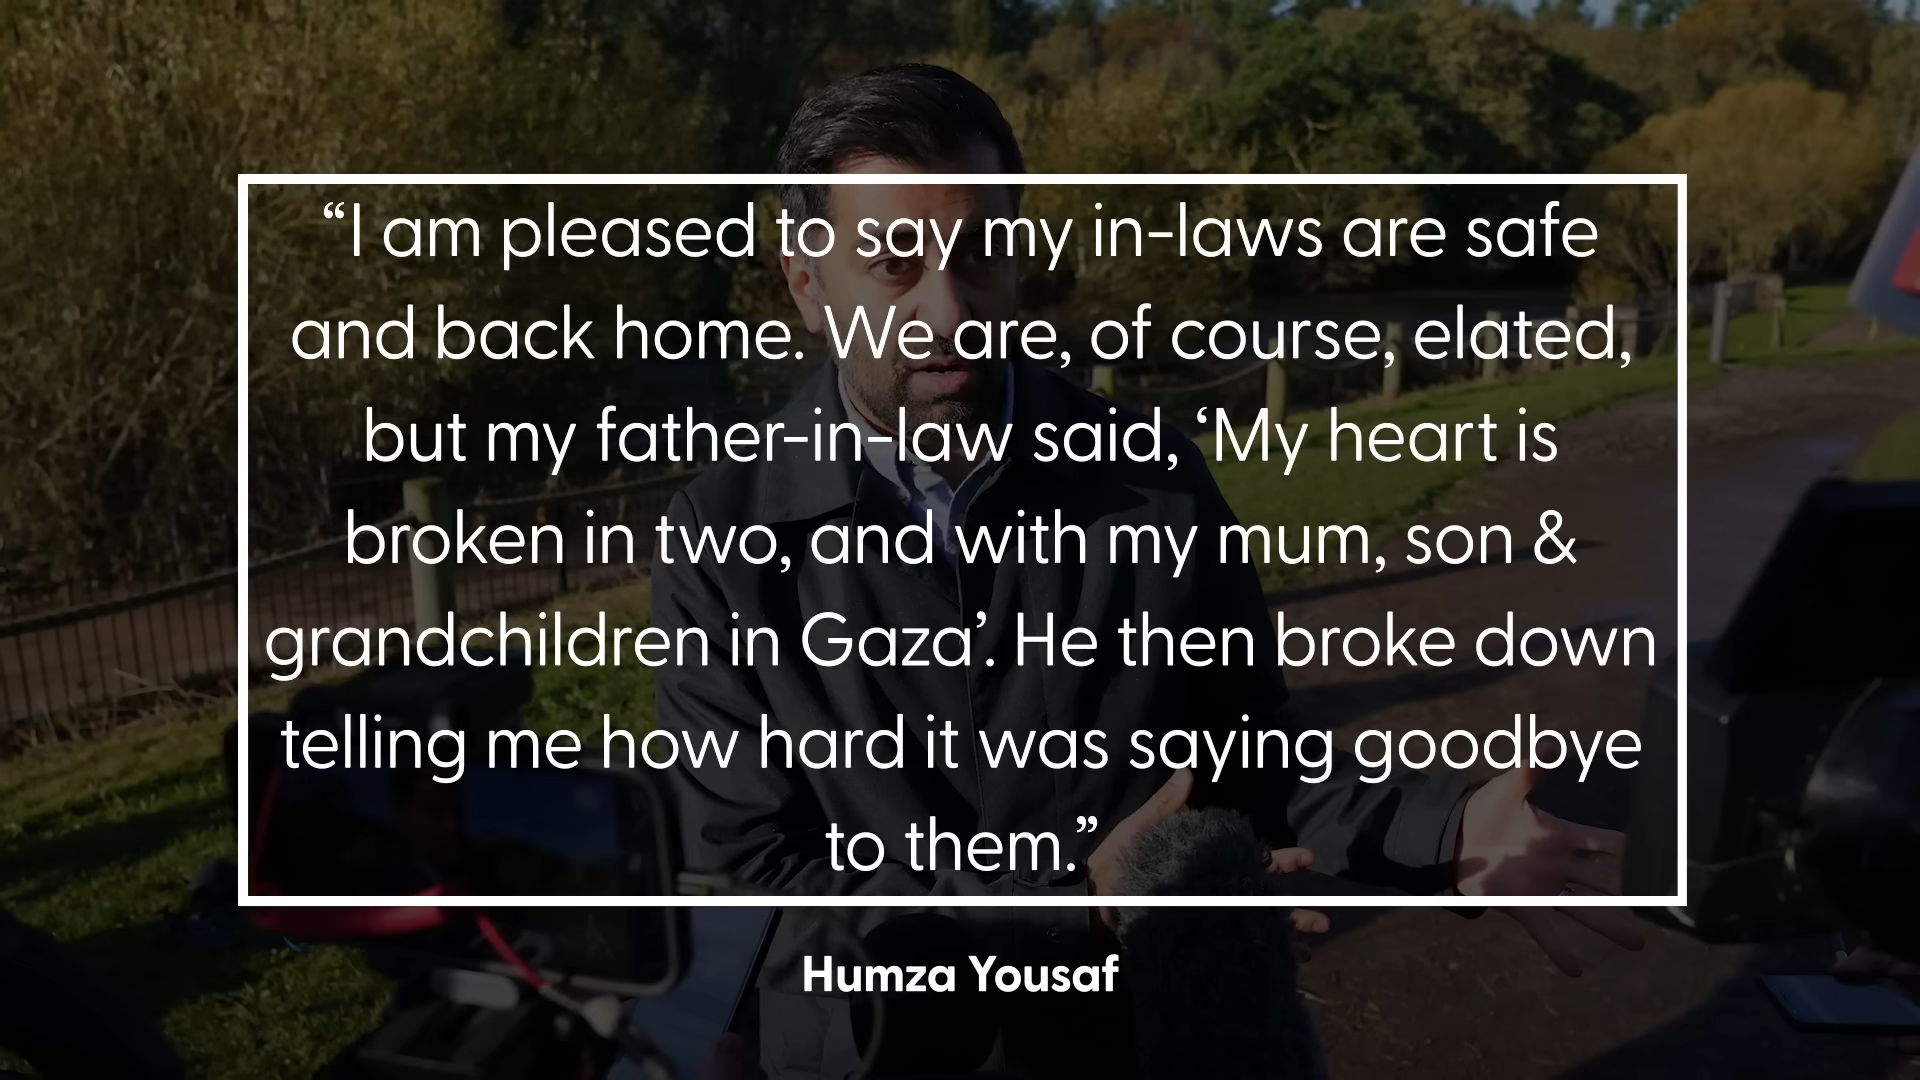 “I am pleased to say my in-laws are safe
and back home. We are, of course, elated,
but my father-in-law said, ‘My heart is
broken in two, and with my mum, son &
grandchildren in Gaza’. He then broke down
telling me how hard it was saying goodbye
to them.”
Humza Yousaf